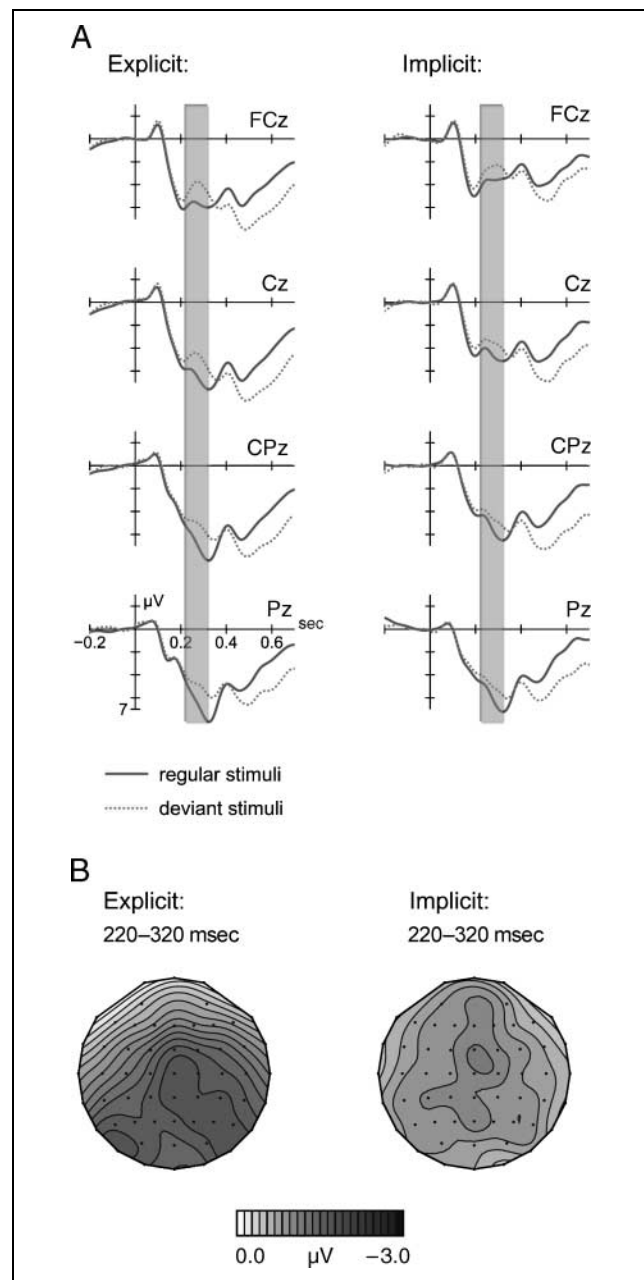 A
Explicit: Implicit:
FCz FCz
Cz Cz
CPz CPz
µV Pz sec Pz
−0.2 0.2 0.4 0.6
7
regular stimuli
deviant stimuli
B
Explicit: Implicit:
220–320 msec 220–320 msec
0.0 µV −3.0